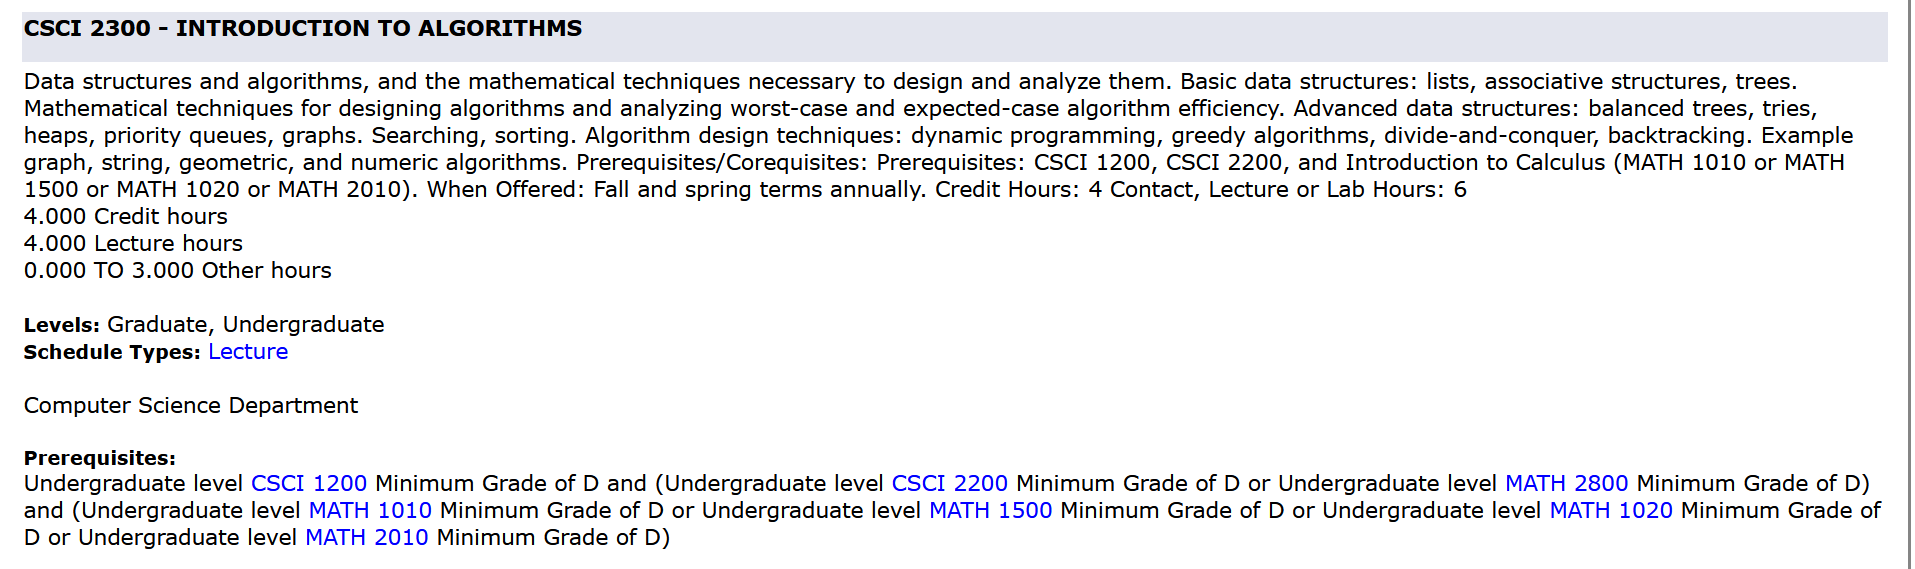 CSCI 2300 - INTRODUCTION TO ALGORITHMS
Data structures and algorithms, and the mathematical techniques necessary to design and analyze them. Basic data structures: lists, associative structures, trees.
Mathematical techniques for designing algorithms and analyzing worst-case and expected-case algorithm efficiency. Advanced data structures: balanced trees, tries,
heaps, priority queues, graphs. Searching, sorting. Algorithm design techniques: dynamic programming, greedy algorithms, divide-and-conquer, backtracking. Example
graph, string, geometric, and numeric algorithms. Prerequisites/Corequisites: Prerequisites: CSCI 1200, CSCI 2200, and Introduction to Calculus (MATH 1010 or MATH
1500 or MATH 1020 or MATH 2010). When Offered: Fall and spring terms annually. Credit Hours: 4 Contact, Lecture or Lab Hours: 6
4.000 Credit hours
4.000 Lecture hours
0.000 TO 3.000 Other hours
Levels: Graduate, Undergraduate
Schedule Types: Lecture
Computer Science Department
Prerequisites:
Undergraduate level CSCI 1200 Minimum Grade of D and (Undergraduate level CSCI 2200 Minimum Grade of D or Undergraduate level MATH 2800 Minimum Grade of D)
and (Undergraduate level MATH 1010 Minimum Grade of D or Undergraduate level MATH 1500 Minimum Grade of D or Undergraduate level MATH 1020 Minimum Grade of
D or Undergraduate level MATH 2010 Minimum Grade of D)